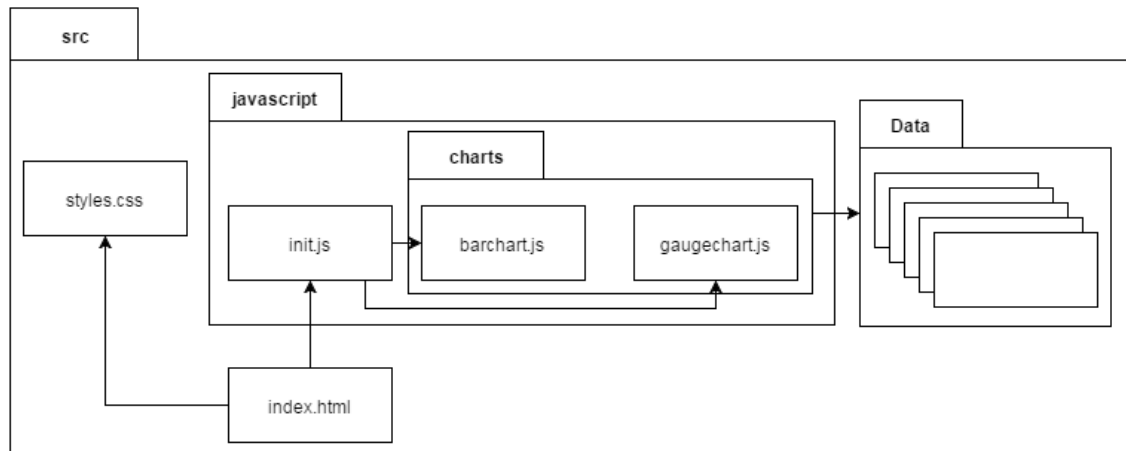 src
javascript
Data
charts
styles.css
init.js
barchart.js
gaugechart.js
index.html